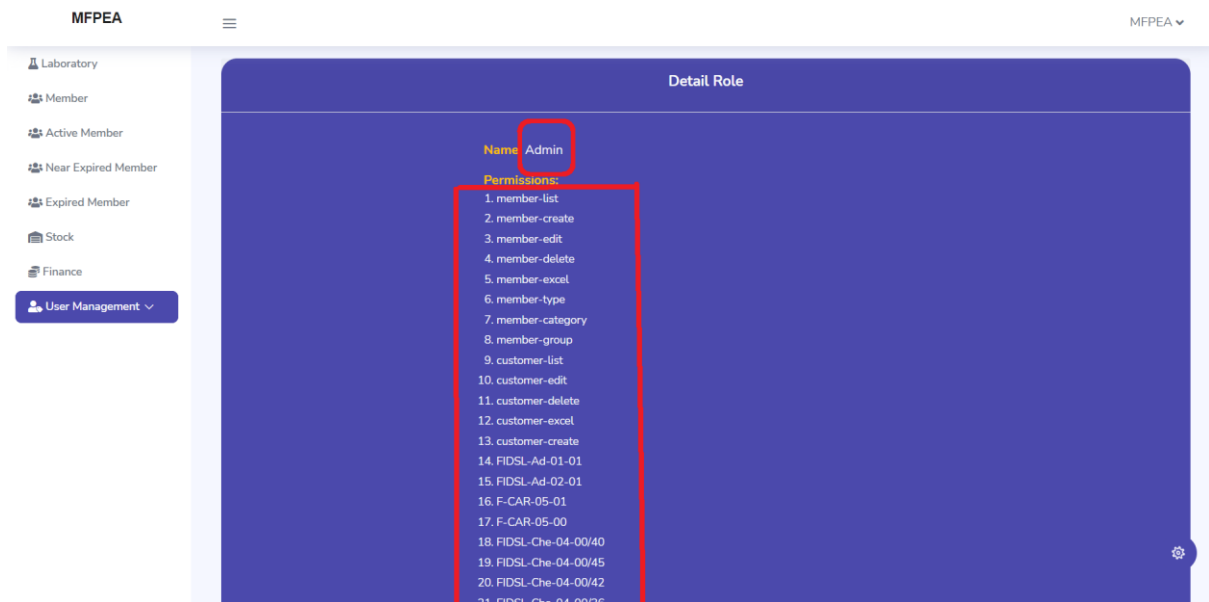 MFPEA
MFPEA
Laboratory
Member
Active Member
Near Expired Member
Expired Member
Stock
Finance
User Management
Detail Role
Name Admin
Permissions:
1. member-list
2. member-create
3. member-edit
4. member-delete
5. member-excel
6. member-type
7. member-category
8. member-group
9. customer-list
10. customer-edit
11. customer-delete
12. customer-excel
13. customer-create
14. FIDSL-Ad-01-01
15. FIDSL-Ad-02-01
16. F-CAR-05-01
17. F-CAR-05-00
18. FIDSL-Che-04-00/40
19. FIDSL-Che-04-00/45
20. FIDSL-Che-04-00/42